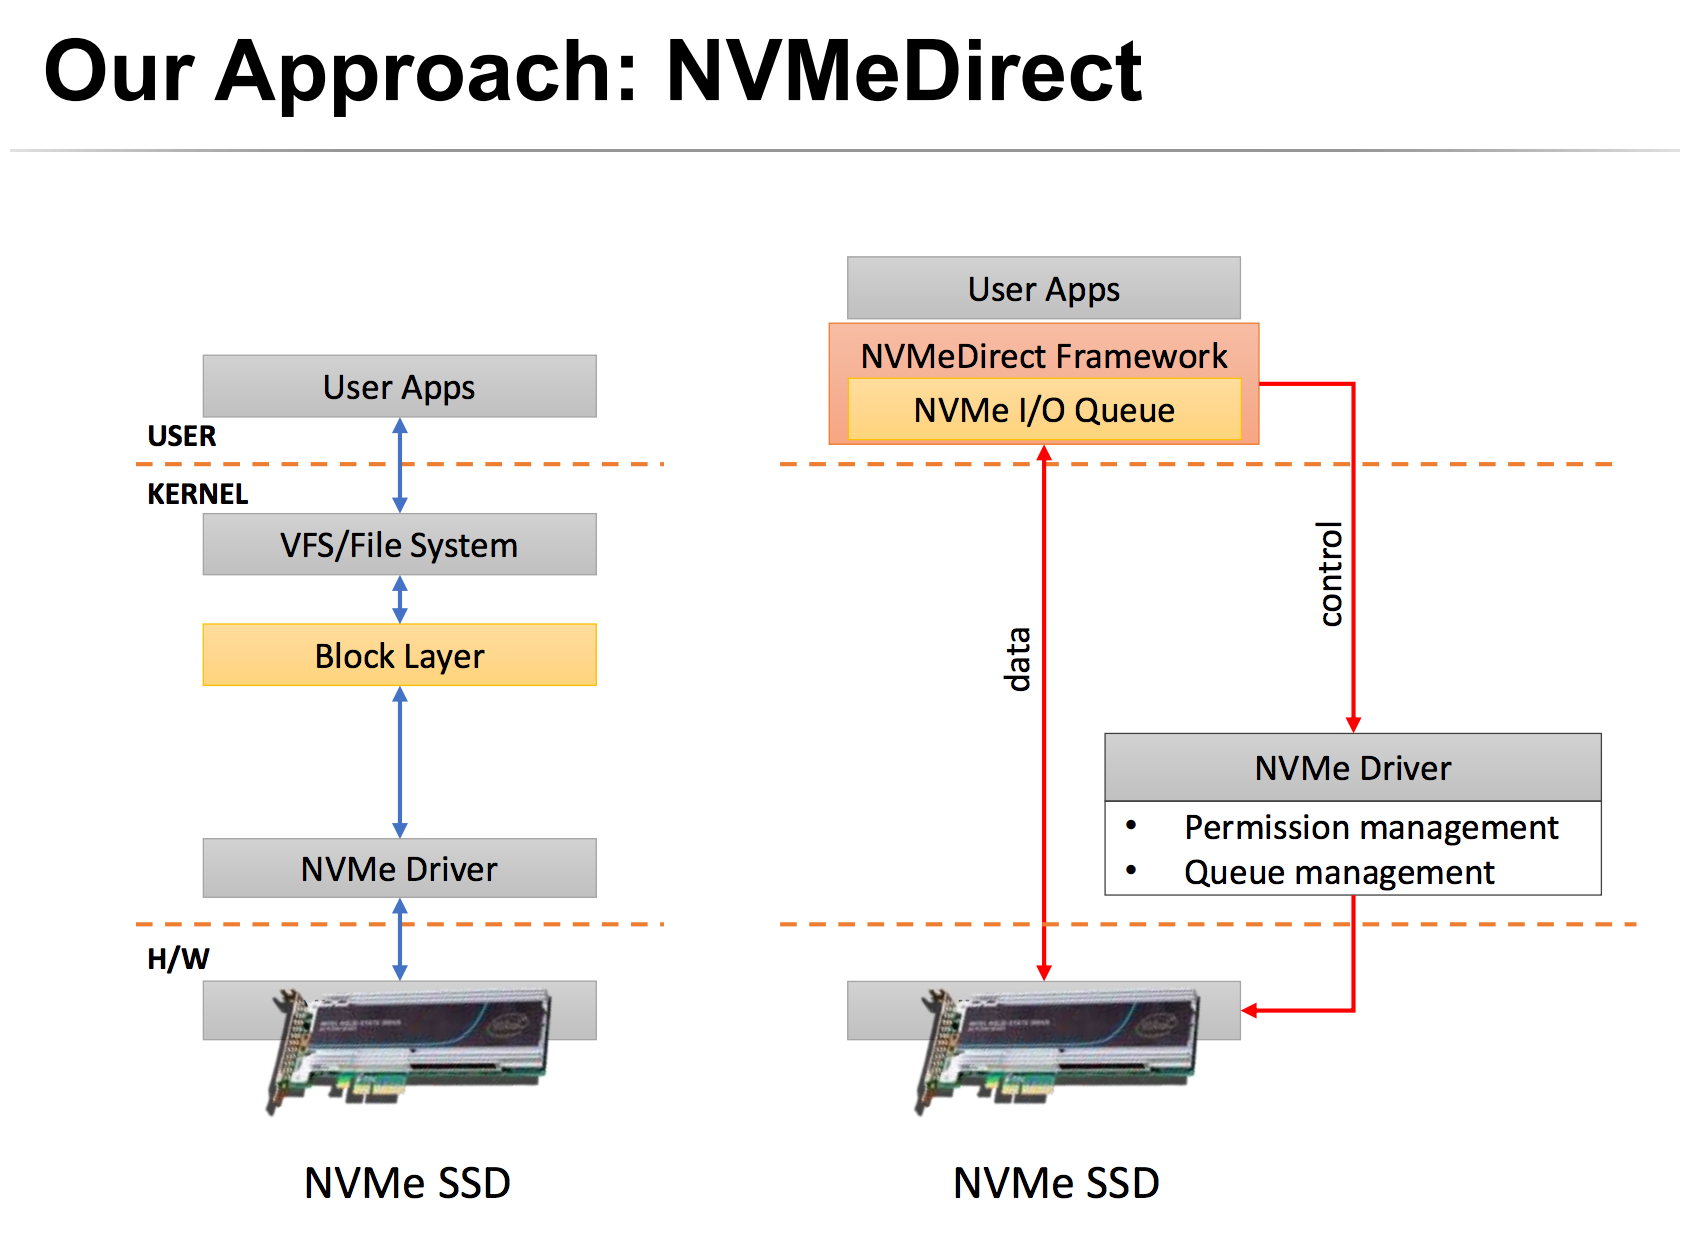 Our Approach: NVMeDirect
User Apps
USER
KERNEL
VFS/File System
Block Layer
NVMe Driver
H/W
NVMe SSD
User Apps
NVMeDirect Framework
NVMe I/O Queue
data
control
NVMe Driver
• Permission management
• Queue management
NVMe SSD